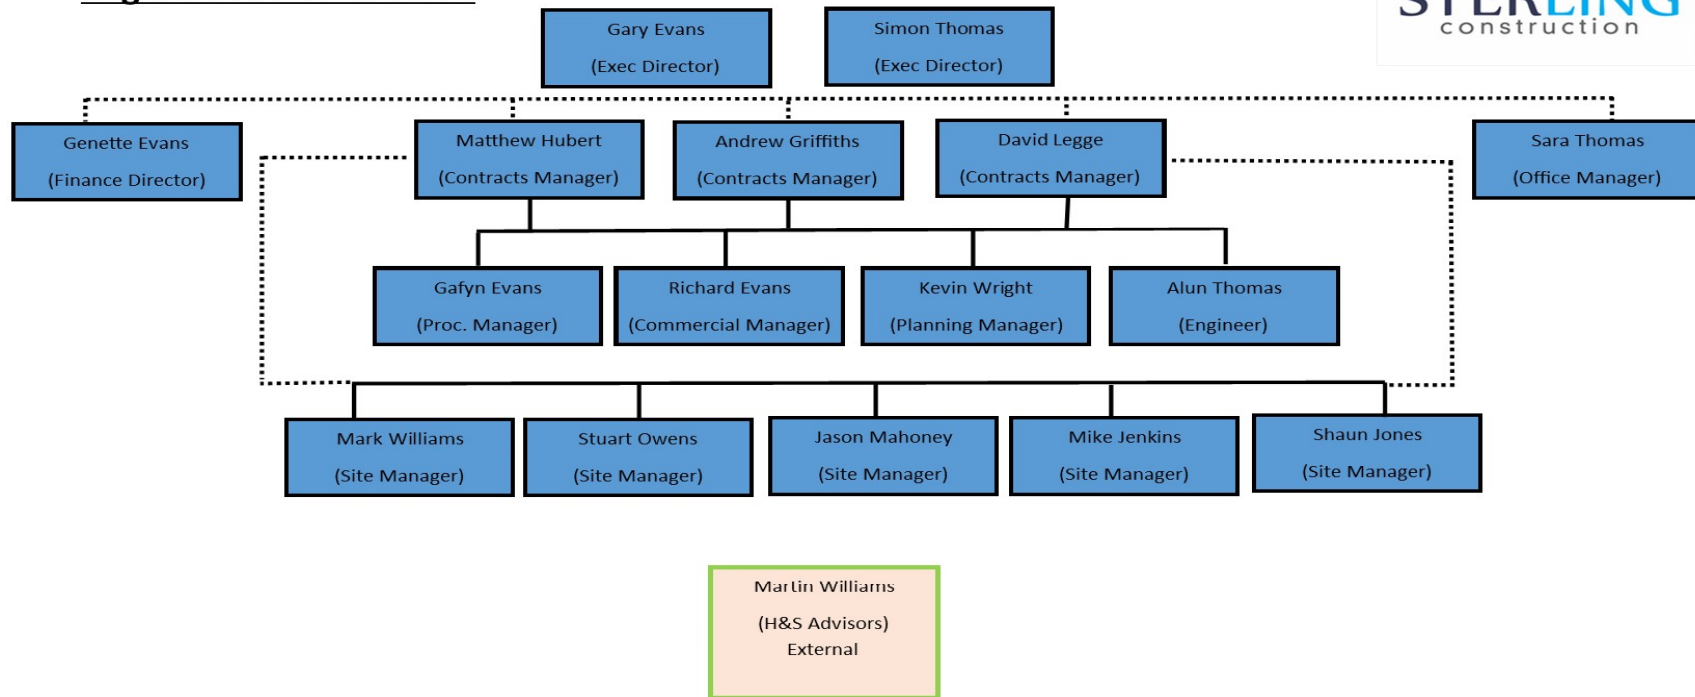 STERLING
construction
Gary Evans
(Exec Director)
Simon Thomas
(Exec Director)
Genette Evans
(Finance Director)
Matthew Hubert
(Contracts Manager)
Andrew Griffiths
(Contracts Manager)
David Legge
(Contracts Manager)
Sara Thomas
(Office Manager)
Gafyn Evans
(Proc. Manager)
Richard Evans
(Commercial Manager)
Kevin Wright
(Planning Manager)
Alun Thomas
(Engineer)
Mark Williams
(Site Manager)
Stuart Owens
(Site Manager)
Jason Mahoney
(Site Manager)
Mike Jenkins
(Site Manager)
Shaun Jones
(Site Manager)
Martin Williams
(H&S Advisors)
External